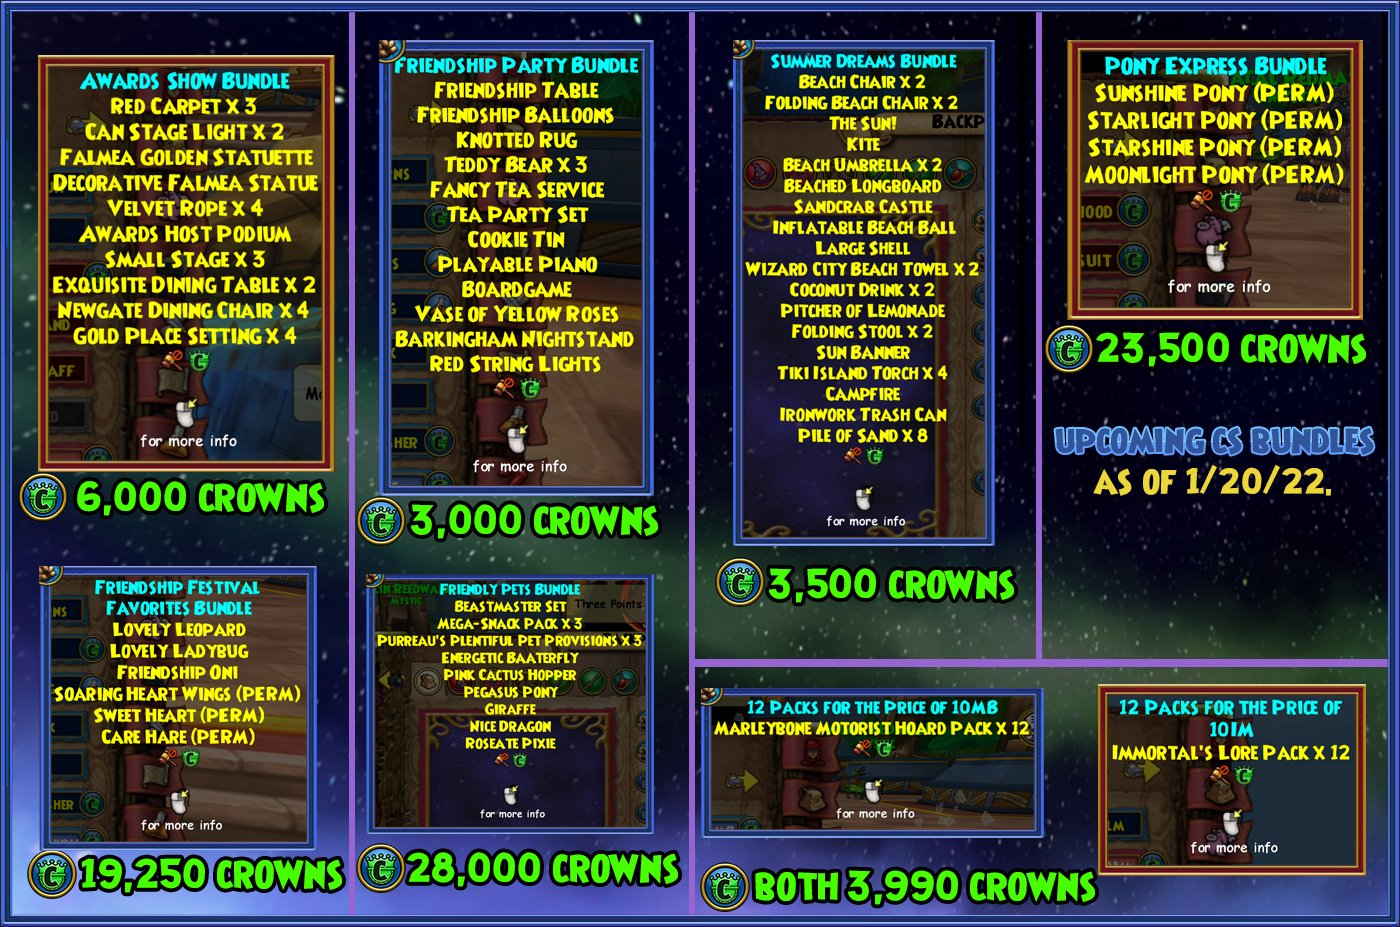 AWARDS SHOW BUNDLE
RED CARPET X 3
CAN STAGE LIGHT X 2
FALMEA GOLDEN STATUETTE
DECORATIVE FALMEA STATUE
VELVET ROPE X 4
AWARDS HOST PODIUM
SMALL STAGE X 3
EXQUISITE DINING TABLE X 2
NEWGATE DINING CHAIR X 4
GOLD PLACE SETTING X 4
for more info
6,000 CROWNS
FRIENDSHIP PARTY BUNDLE
FRIENDSHIP TABLE
FRIENDSHIP BALLOONS
KNOTTED RUG
TEDDY BEAR X 3
FANCY TEA SERVICE
TEA PARTY SET
COOKIE TIN
PLAYABLE PIANO
BOARDGAME
VASE OF YELLOW ROSES
BARKINGHAM NIGHTSTAND
RED STRING LIGHTS
for more info
3,000 CROWNS
SUMMER DREAMS BUNDLE
BEACH CHAIR X 2
FOLDING BEACH CHAIR X 2
THE SUN!
BACKP
KITE
BEACH UMBRELLA X 2
BEACHED LONGBOARD
SANDCRAB CASTLE
INFLATABLE BEACH BALL
LARGE SHELL
WIZARD CITY BEACH TOWEL X 2
COCONUT DRINK X 2
PITCHER OF LEMONADE
FOLDING STOOL X 2
SUN BANNER
TIKI ISLAND TORCH X 4
CAMPFIRE
IRONWORK TRASH CAN
PILE OF SAND X 8
for more info
3,500 CROWNS
PONY EXPRESS BUNDLE
SUNSHINE PONY (PERM)
STARLIGHT PONY (PERM)
STARSHINE PONY (PERM)
MOONLIGHT PONY (PERM)
for more info
23,500 CROWNS
UPCOMING CS BUNDLES
AS OF 1/20/22.
FRIENDSHIP FESTIVAL
FAVORITES BUNDLE
LOVELY LEOPARD
LOVELY LADYBUG
FRIENDSHIP ONI
SOARING HEART WINGS (PERM)
SWEET HEART (PERM)
CARE HARE (PERM)
for more info
19,250 CROWNS
FRIENDLY PETS BUNDLE
BEASTMASTER SET
Three Points
MEGA-SNACK PACK X 3
PURREAU'S PLENTIFUL PET PROVISIONS X 3
ENERGETIC BAATERFLY
PINK CACTUS HOPPER
PEGASUS PONY
GIRAFFE
NICE DRAGON
ROSEATE PIXIE
for more info
28,000 CROWNS
12 PACKS FOR THE PRICE OF 10MB
MARLEYBONE MOTORIST HOARD PACK X 12
for more info
12 PACKS FOR THE PRICE OF
10IM
IMMORTAL'S LORE PACK X 12
for more info
BOTH 3,990 CROWNS